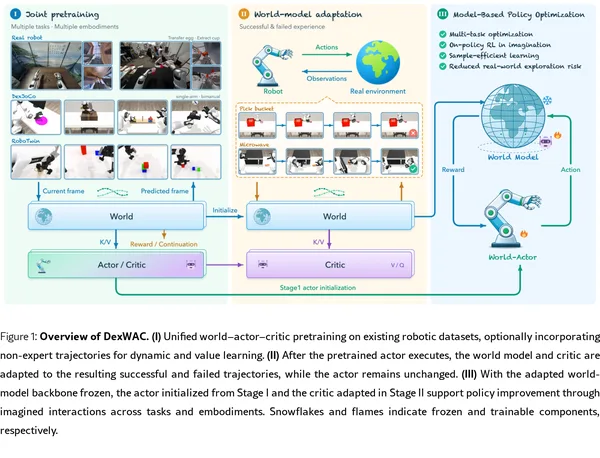 I Joint pretraining
Multiple tasks · Multiple embodiments
Real robot
Transfer egg · Extract cup
DexJoCo
single-arm · bimanual
RoboTwin
Current frame
Predicted frame
World
K/V
Reward / Continuation
Actor / Critic
Initialize
II World-model adaptation
Successful & failed experience
Actions
Robot
Observations
Real environment
Pick bucket
Microwave
World
K/V
Critic
V / Q
Stage1 actor initialization
III Model-Based Policy Optimization
Multi-task optimization
On-policy RL in imagination
Sample-efficient learning
Reduced real-world exploration risk
World Model
Reward
Action
World-Actor
Figure 1: Overview of DexWAC. (I) Unified world–actor–critic pretraining on existing robotic datasets, optionally incorporating
non-expert trajectories for dynamic and value learning. (II) After the pretrained actor executes, the world model and critic are
adapted to the resulting successful and failed trajectories, while the actor remains unchanged. (III) With the adapted world-
model backbone frozen, the actor initialized from Stage I and the critic adapted in Stage II support policy improvement through
imagined interactions across tasks and embodiments. Snowflakes and flames indicate frozen and trainable components,
respectively.